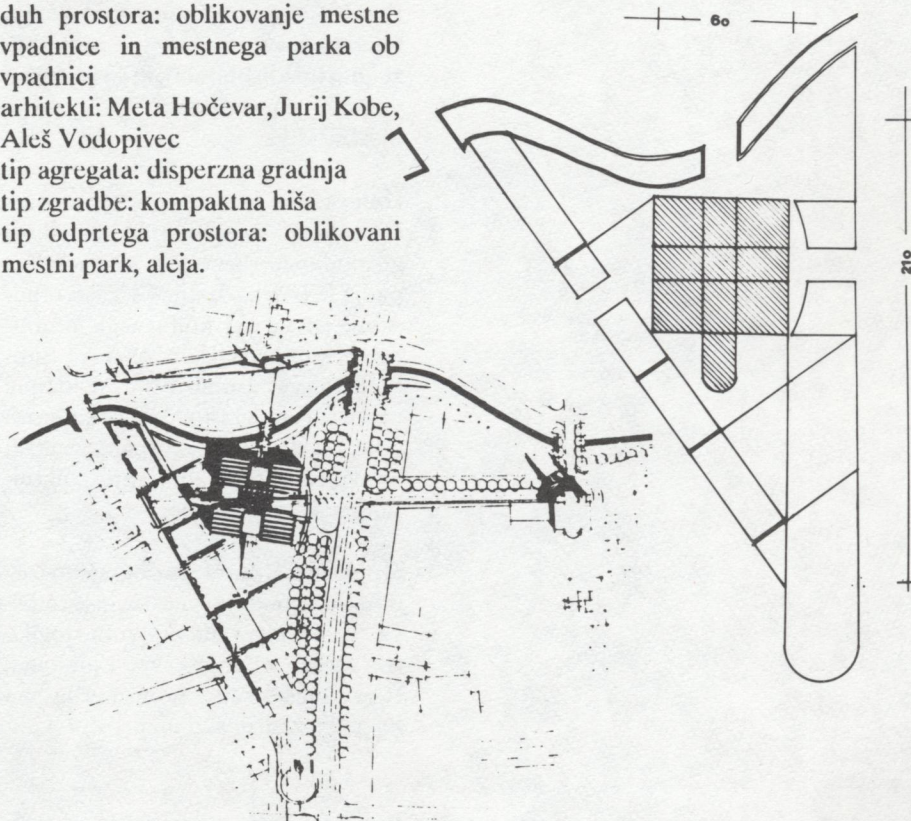 duh prostora: oblikovanje mestne
vpadnice in mestnega parka ob
vpadnici
arhitekti: Meta Hočevar, Jurij Kobe,
Aleš Vodopivec
tip agregata: disperzna gradnja
tip zgradbe: kompaktna hiša
tip odprtega prostora: oblikovani
mestni park, aleja.
60
210